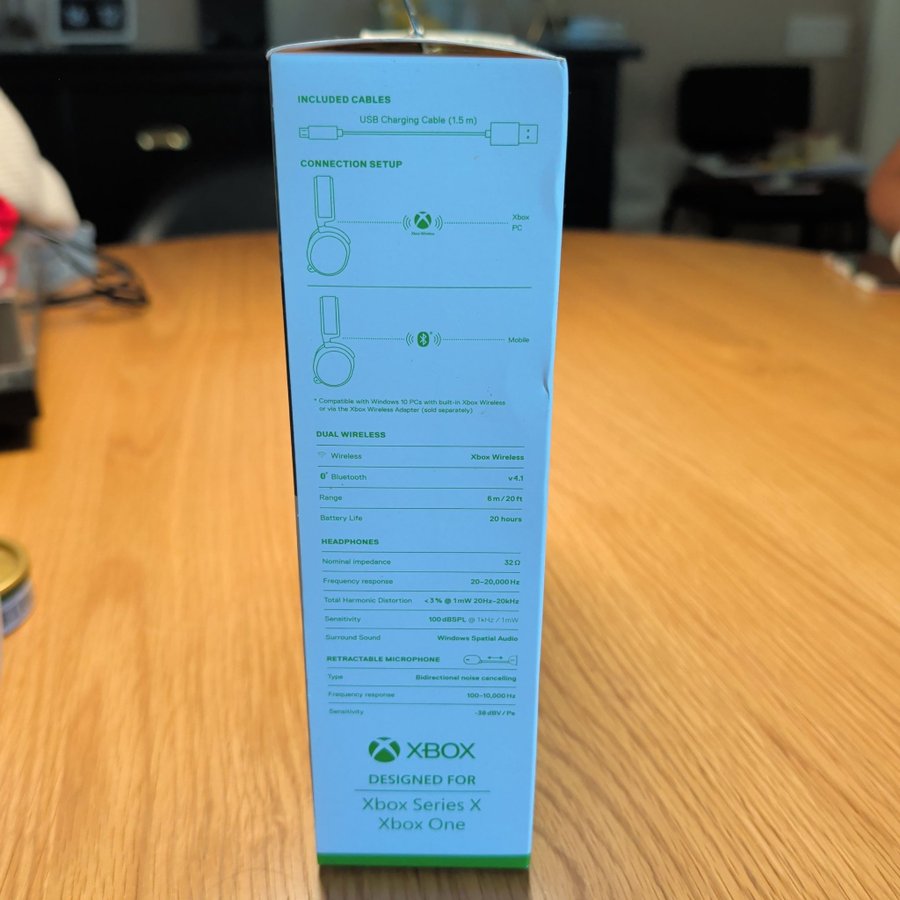 INCLUDED CABLES
USB Charging Cable (1.5 m)
CONNECTION SETUP
Xbox Wireless
Xbox
PC
Mobile
* Compatible with Windows 10 PCs with built-in Xbox Wireless
or via the Xbox Wireless Adapter (sold separately)
DUAL WIRELESS
Wireless Xbox Wireless
Bluetooth v4.1
Range 6 m / 20 ft
Battery Life 20 hours
HEADPHONES
Nominal impedance 32 Ω
Frequency response 20–20,000 Hz
Total Harmonic Distortion <3 % @ 1mW 20Hz–20kHz
Sensitivity 100 dBSPL @ 1kHz / 1mW
Surround Sound Windows Spatial Audio
RETRACTABLE MICROPHONE
Type Bidirectional noise cancelling
Frequency response 100–10,000 Hz
Sensitivity -38 dBV / Pa
XBOX
DESIGNED FOR
Xbox Series X
Xbox One